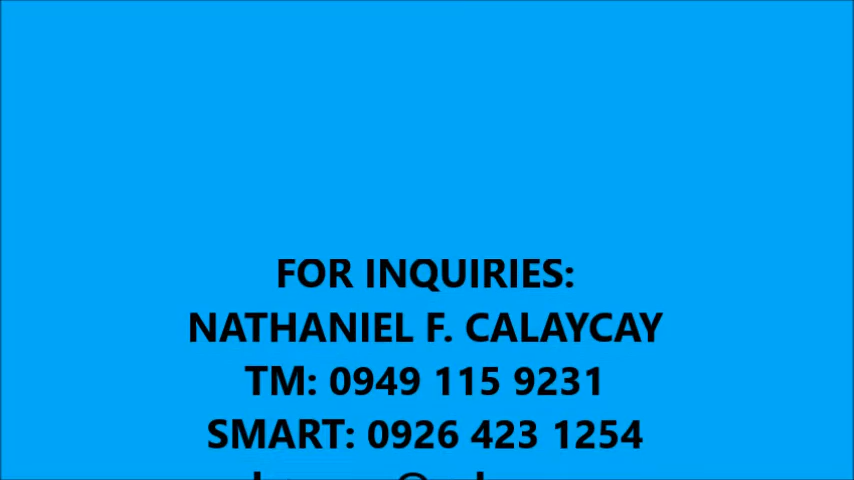 FOR INQUIRIES:
NATHANIEL F. CALAYCAY
TM: 0949 115 9231
SMART: 0926 423 1254